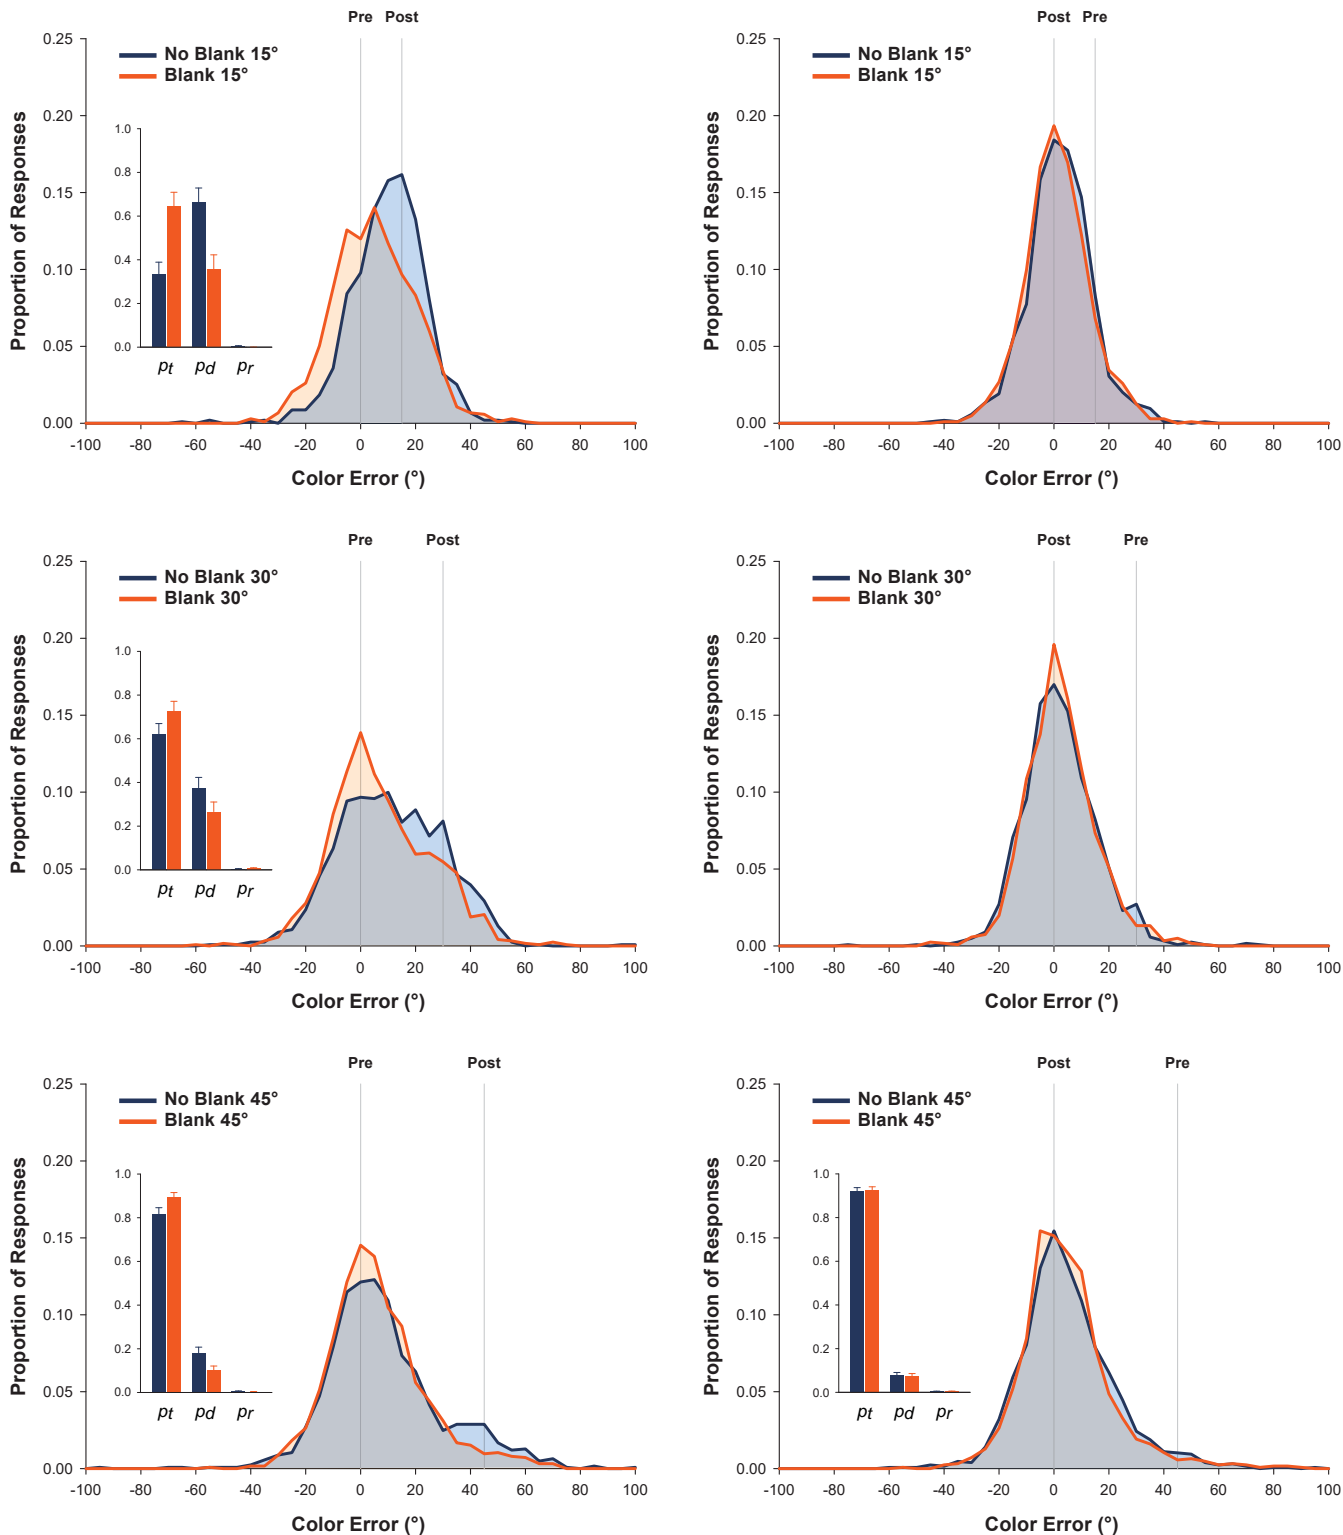 Pre Post
0.25
No Blank 15°
Blank 15°
0.20
0.15
0.10
0.05
0.00
Proportion of Responses
1.0
0.8
0.6
0.4
0.2
0.0
pt pd pr
-100 -80 -60 -40 -20 0 20 40 60 80 100
Color Error (°)
Post Pre
0.25
No Blank 15°
Blank 15°
0.20
0.15
0.10
0.05
0.00
Proportion of Responses
-100 -80 -60 -40 -20 0 20 40 60 80 100
Color Error (°)
Pre Post
0.25
No Blank 30°
Blank 30°
0.20
0.15
0.10
0.05
0.00
Proportion of Responses
1.0
0.8
0.6
0.4
0.2
0.0
pt pd pr
-100 -80 -60 -40 -20 0 20 40 60 80 100
Color Error (°)
Post Pre
0.25
No Blank 30°
Blank 30°
0.20
0.15
0.10
0.05
0.00
Proportion of Responses
-100 -80 -60 -40 -20 0 20 40 60 80 100
Color Error (°)
Pre Post
0.25
No Blank 45°
Blank 45°
0.20
0.15
0.10
0.05
0.00
Proportion of Responses
1.0
0.8
0.6
0.4
0.2
0.0
pt pd pr
-100 -80 -60 -40 -20 0 20 40 60 80 100
Color Error (°)
Post Pre
0.25
No Blank 45°
Blank 45°
0.20
0.15
0.10
0.05
0.00
Proportion of Responses
1.0
0.8
0.6
0.4
0.2
0.0
pt pd pr
-100 -80 -60 -40 -20 0 20 40 60 80 100
Color Error (°)